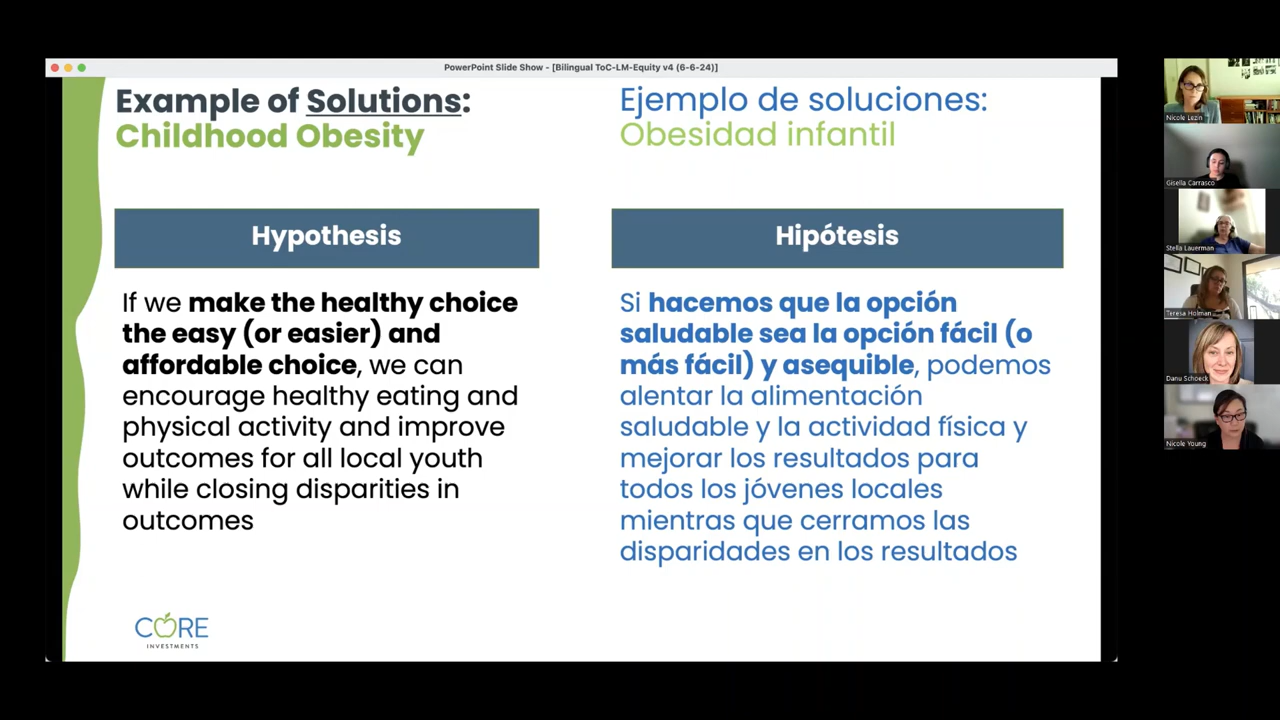 PowerPoint Slide Show - [Bilingual ToC-LM-Equity v4 (6-6-24)]
Example of Solutions:
Childhood Obesity
Hypothesis
If we make the healthy choice
the easy (or easier) and
affordable choice, we can
encourage healthy eating and
physical activity and improve
outcomes for all local youth
while closing disparities in
outcomes
Ejemplo de soluciones:
Obesidad infantil
Hipótesis
Si hacemos que la opción
saludable sea la opción fácil (o
más fácil) y asequible, podemos
alentar la alimentación
saludable y la actividad física y
mejorar los resultados para
todos los jóvenes locales
mientras que cerramos las
disparidades en los resultados
CORE
INVESTMENTS
Nicole Lezin
Gisella Carrasco
Stella Lauerman
Teresa Holman
Danu Schoeck
Nicole Young